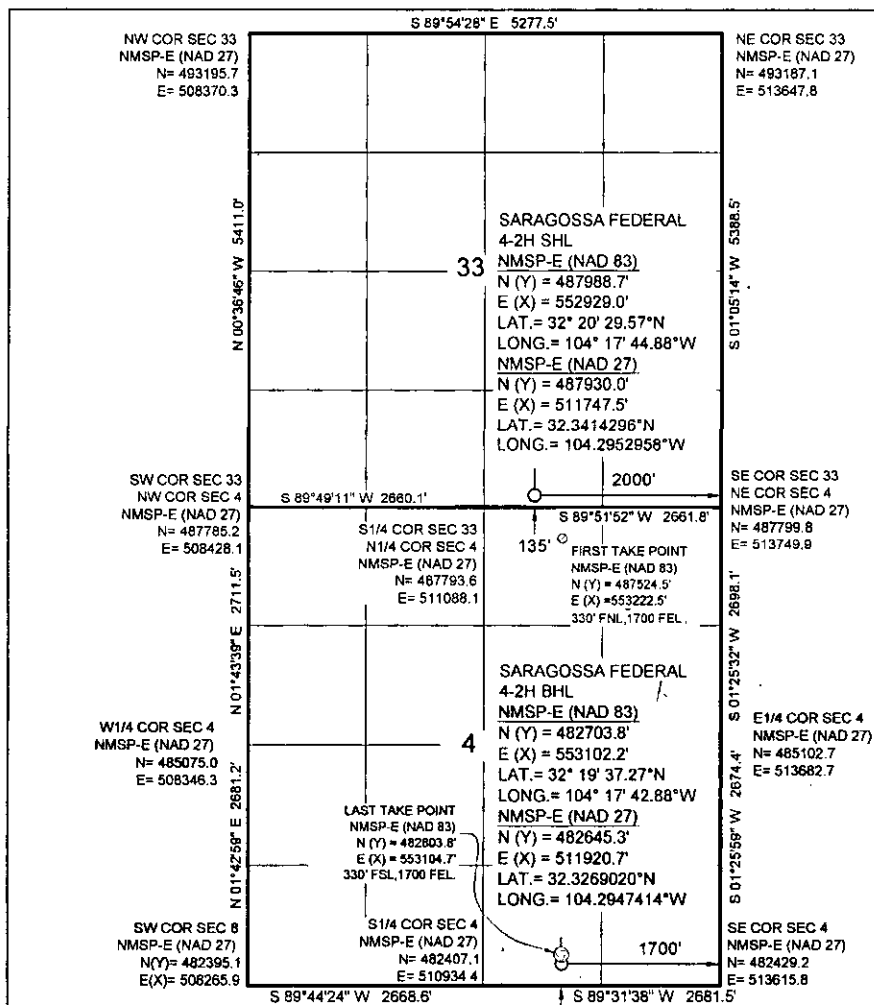 S 89°54'26" E 5277.5'
NW COR SEC 33
NMSP-E (NAD 27)
N= 493195.7
E= 508370.3
NE COR SEC 33
NMSP-E (NAD 27)
N= 493187.1
E= 513647.8
N 00°36'46" W 5411.0'
33
SARAGOSSA FEDERAL
4-2H SHL
NMSP-E (NAD 83)
N (Y) = 487988.7'
E (X) = 552929.0'
LAT.= 32° 20' 29.57"N
LONG.= 104° 17' 44.88"W
NMSP-E (NAD 27)
N (Y) = 487930.0'
E (X) = 511747.5'
LAT.= 32.3414296°N
LONG.= 104.2952958°W
S 01°05'14" W 5388.5'
SW COR SEC 33
NW COR SEC 4
NMSP-E (NAD 27)
N= 487785.2
E= 508428.1
S 89°49'11" W 2660.1'
2000'
SE COR SEC 33
NE COR SEC 4
NMSP-E (NAD 27)
N= 487799.8
E= 513749.9
S 89°51'52" W 2661.8'
S1/4 COR SEC 33
N1/4 COR SEC 4
NMSP-E (NAD 27)
N= 487793.6
E= 511088.1
135'
FIRST TAKE POINT
NMSP-E (NAD 83)
N (Y) = 487524.5'
E (X) =553222.5'
330' FNL,1700 FEL.
N 01°43'39" E 2711.5'
S 01°25'32" W 2698.1'
W1/4 COR SEC 4
NMSP-E (NAD 27)
N= 485075.0
E= 508346.3
4
SARAGOSSA FEDERAL
4-2H BHL
NMSP-E (NAD 83)
N (Y) = 482703.8'
E (X) = 553102.2'
LAT.= 32° 19' 37.27"N
LONG.= 104° 17' 42.88"W
NMSP-E (NAD 27)
N (Y) = 482645.3'
E (X) = 511920.7'
LAT.= 32.3269020°N
LONG.= 104.2947414°W
E1/4 COR SEC 4
NMSP-E (NAD 27)
N= 485102.7
E= 513682.7
LAST TAKE POINT
NMSP-E (NAD 83)
N (Y) = 482803.8'
E (X) = 553104.7'
330' FSL,1700 FEL.
N 01°42'59" E 2681.2'
S 01°25'59" W 2674.4'
SW COR SEC 8
NMSP-E (NAD 27)
N(Y)= 482395.1
E(X)= 508265.9
S1/4 COR SEC 4
NMSP-E (NAD 27)
N= 482407.1
E= 510934.4
1700'
SE COR SEC 4
NMSP-E (NAD 27)
N= 482429.2
E= 513615.8
S 89°44'24" W 2668.6'
S 89°31'38" W 2681.5'